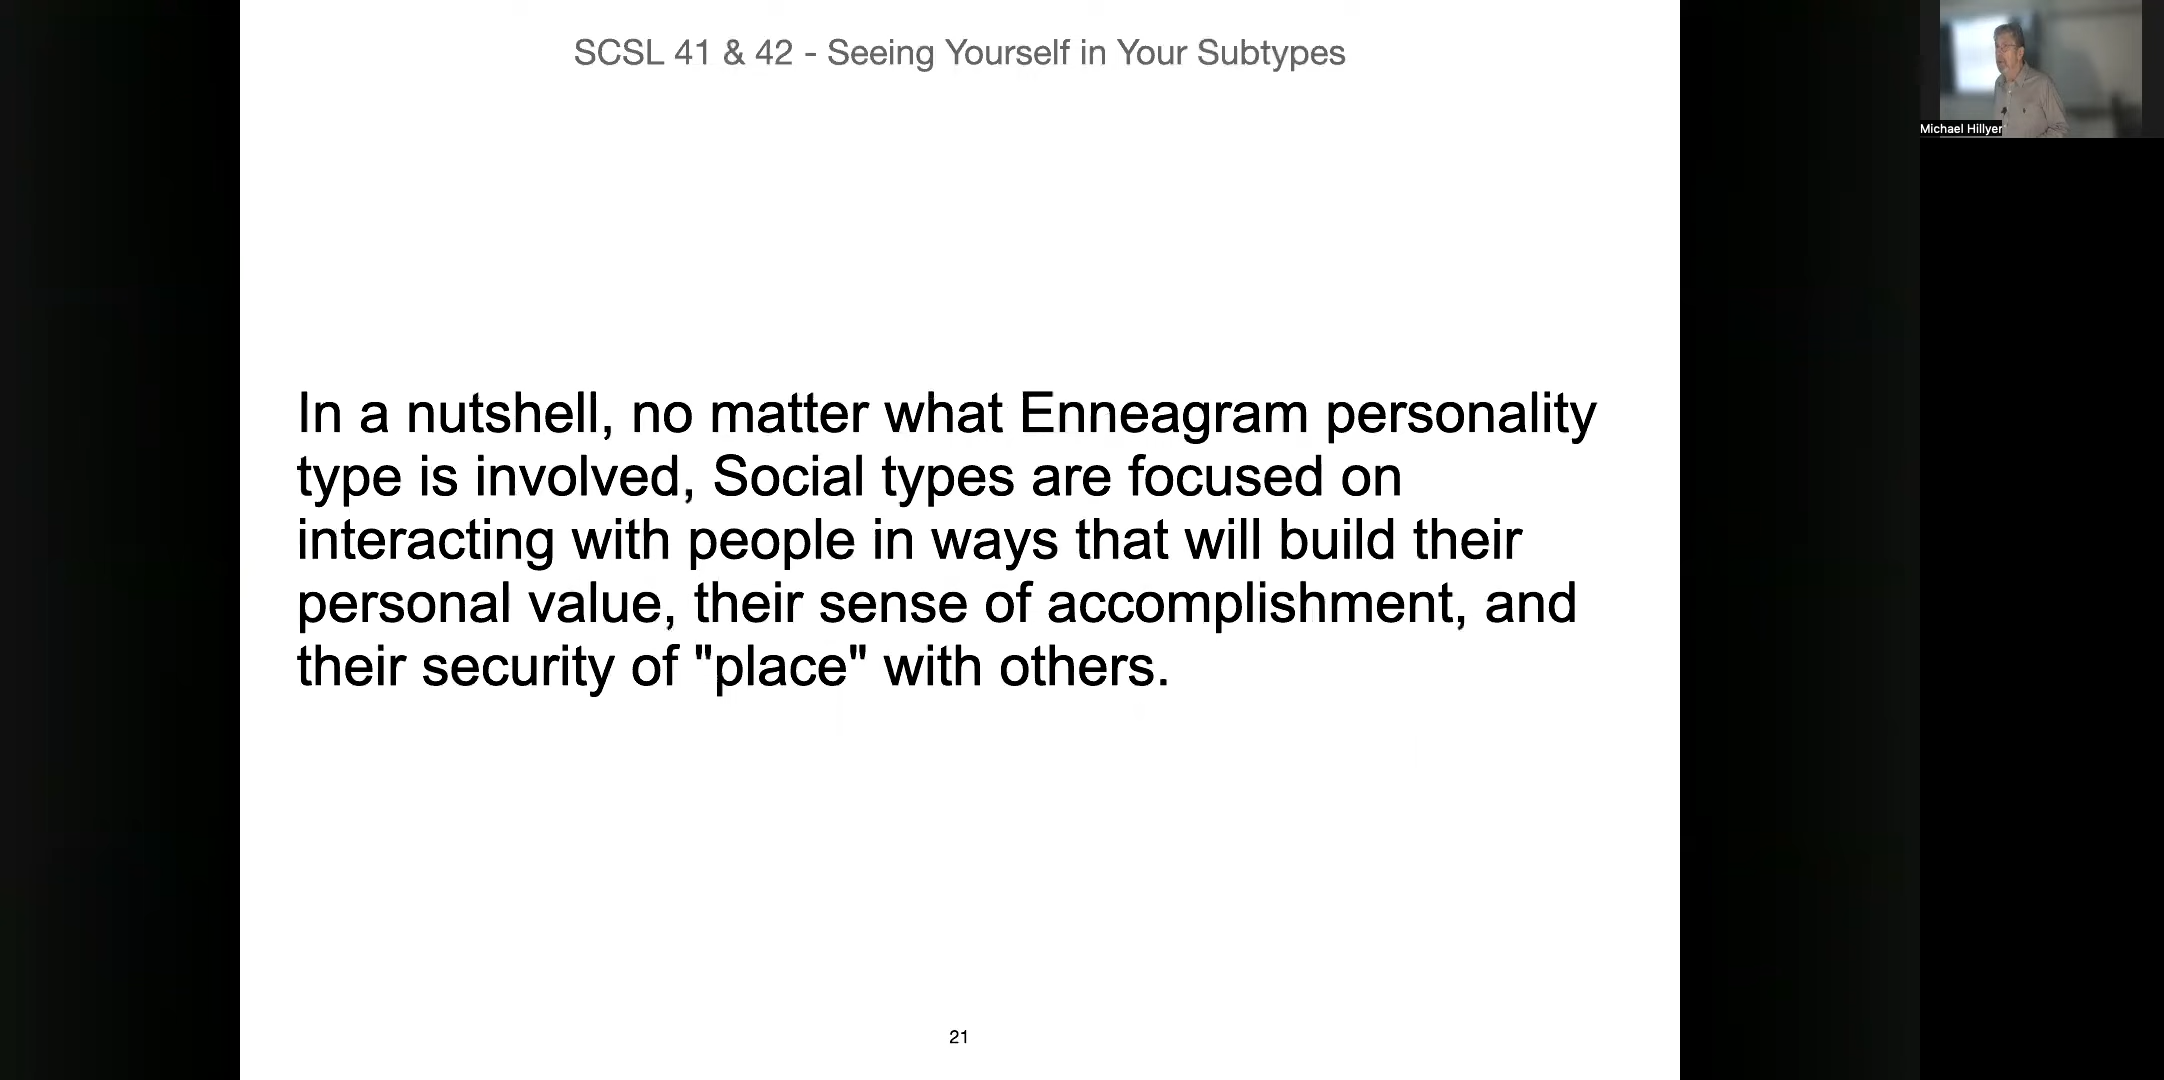 SCSL 41 & 42 - Seeing Yourself in Your Subtypes
Michael Hillyer
In a nutshell, no matter what Enneagram personality
type is involved, Social types are focused on
interacting with people in ways that will build their
personal value, their sense of accomplishment, and
their security of "place" with others.
21